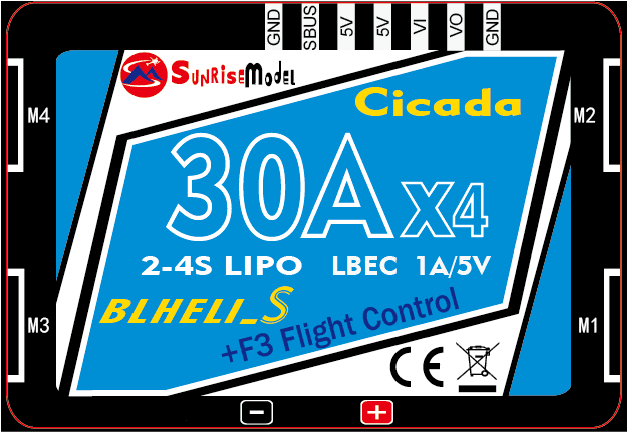 GND SBUS 5V 5V VI VO GND
SUNRISEMODEL
Cicada
M4
M2
30A X4
2-4S LIPO LBEC 1A/5V
BLHELI_S
+F3 Flight Control
M3
M1
CE
- +